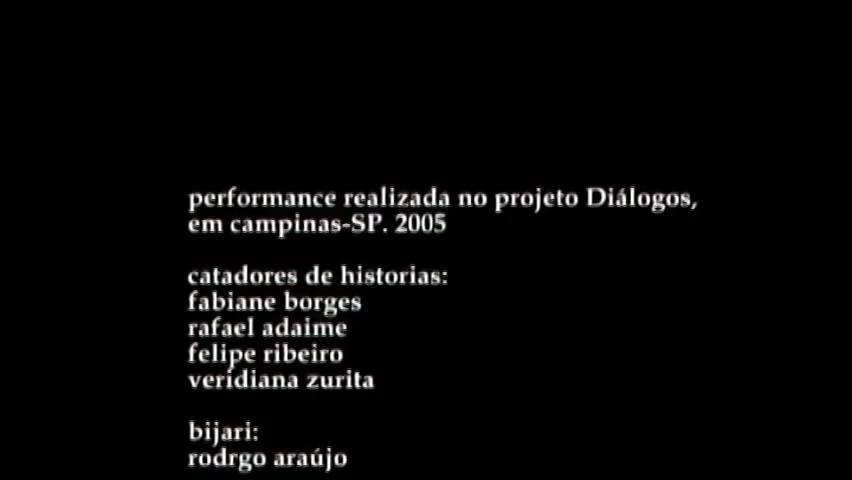 performance realizada no projeto Diálogos,
em campinas-SP. 2005
catadores de historias:
fabiane borges
rafael adaime
felipe ribeiro
veridiana zurita
bijari:
rodrgo araújo